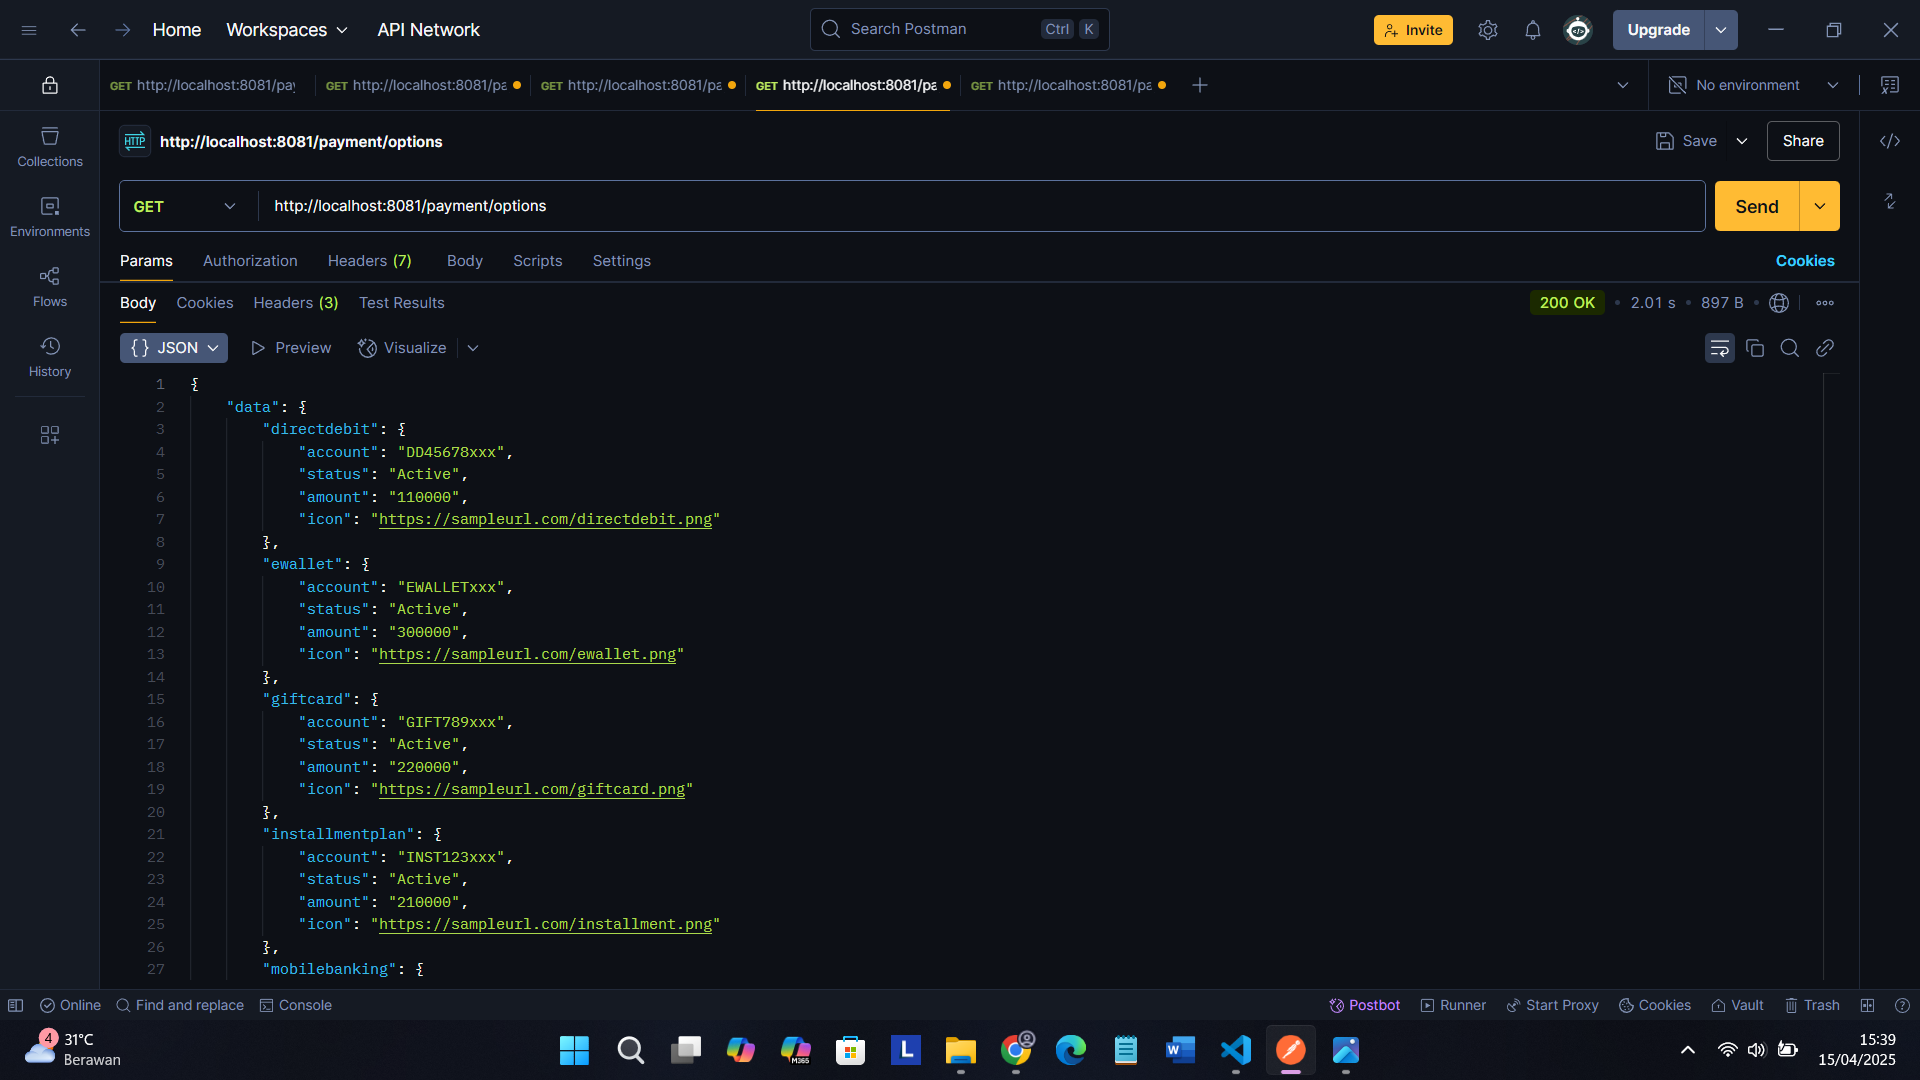 Home
Workspaces
API Network
Search Postman
Ctrl
K
Invite
Upgrade
GET http://localhost:8081/pay
GET http://localhost:8081/pa
GET http://localhost:8081/pa
GET http://localhost:8081/pa
GET http://localhost:8081/pa
No environment
Collections
Environments
Flows
History
HTTP
http://localhost:8081/payment/options
Save
Share
GET
http://localhost:8081/payment/options
Send
Params
Authorization
Headers (7)
Body
Scripts
Settings
Cookies
Body
Cookies
Headers (3)
Test Results
200 OK
2.01 s
897 B
{} JSON
Preview
Visualize
1 {
2 "data": {
3 "directdebit": {
4 "account": "DD45678xxx",
5 "status": "Active",
6 "amount": "110000",
7 "icon": "https://sampleurl.com/directdebit.png"
8 },
9 "ewallet": {
10 "account": "EWALLETxxx",
11 "status": "Active",
12 "amount": "300000",
13 "icon": "https://sampleurl.com/ewallet.png"
14 },
15 "giftcard": {
16 "account": "GIFT789xxx",
17 "status": "Active",
18 "amount": "220000",
19 "icon": "https://sampleurl.com/giftcard.png"
20 },
21 "installmentplan": {
22 "account": "INST123xxx",
23 "status": "Active",
24 "amount": "210000",
25 "icon": "https://sampleurl.com/installment.png"
26 },
27 "mobilebanking": {
Online
Find and replace
Console
Postbot
Runner
Start Proxy
Cookies
Vault
Trash
4
31°C
Berawan
M365
L
W
15:39
15/04/2025